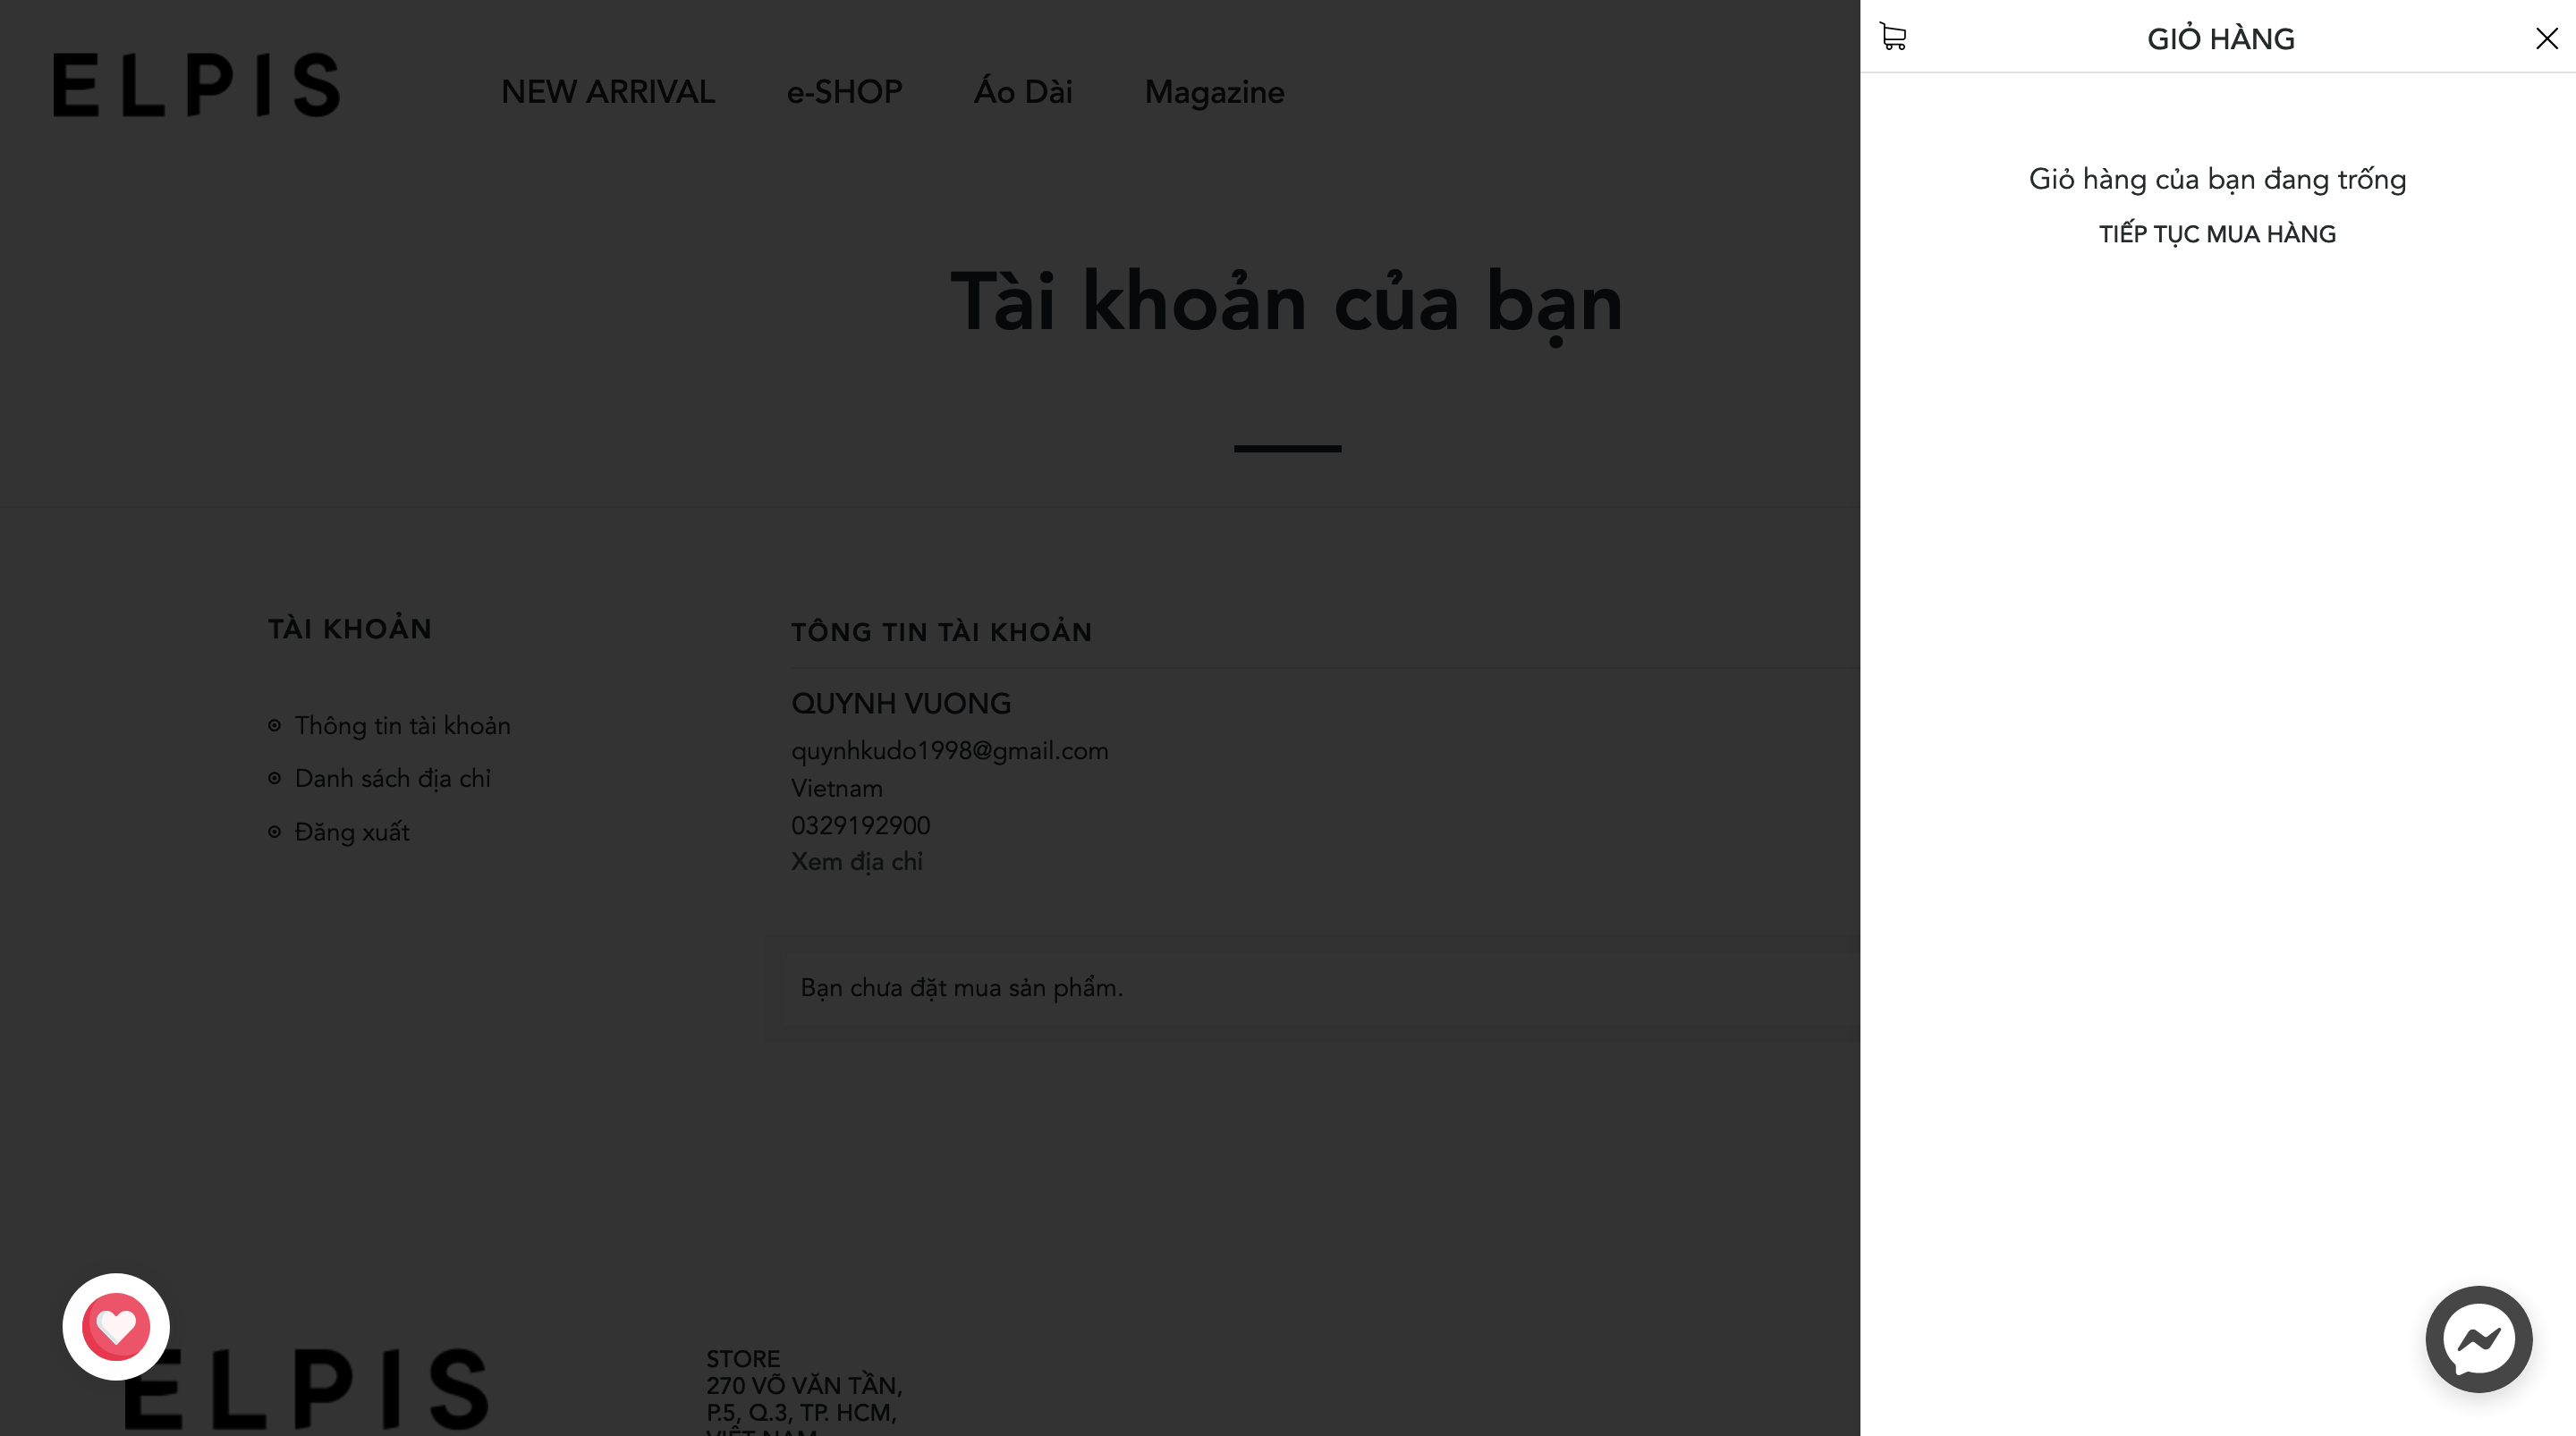 ELPIS
NEW ARRIVAL
e-SHOP
Áo Dài
Magazine
Tài khoản của bạn
TÀI KHOẢN
Thông tin tài khoản
Danh sách địa chỉ
Đăng xuất
TÔNG TIN TÀI KHOẢN
QUYNH VUONG
quynhkudo1998@gmail.com
Vietnam
0329192900
Xem địa chỉ
Bạn chưa đặt mua sản phẩm.
ELPIS
STORE
270 VÕ VĂN TẦN,
P.5, Q.3, TP. HCM,
VIỆT NAM
GIỎ HÀNG
Giỏ hàng của bạn đang trống
TIẾP TỤC MUA HÀNG